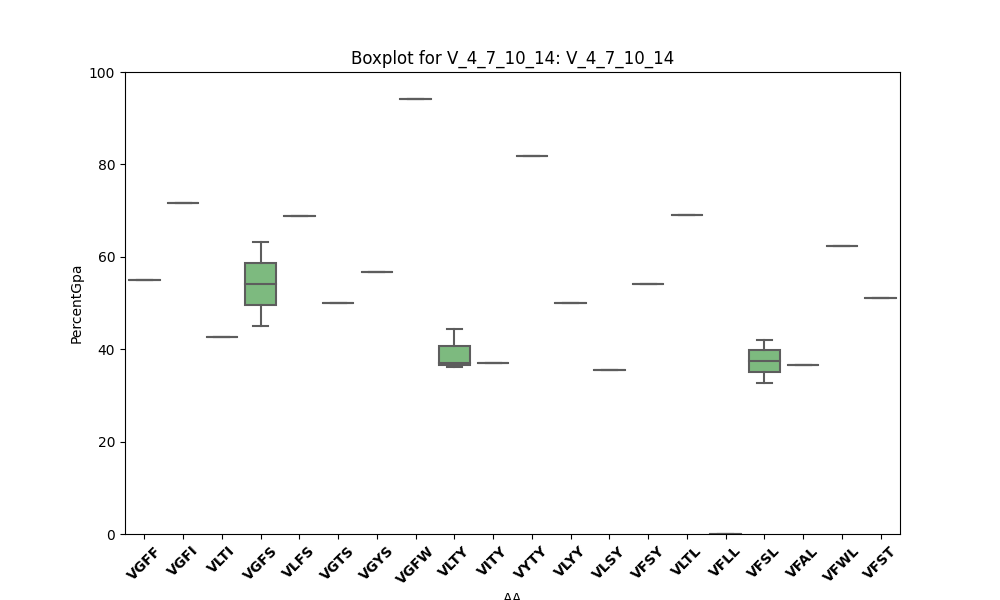 Boxplot for V_4_7_10_14: V_4_7_10_14
100
80
60
40
20
0
PercentGpa
VGFF
VGFI
VLTI
VGFS
VLFS
VGTS
VGYS
VGFW
VLTY
VITY
VYTY
VLYY
VLSY
VFSY
VLTL
VFLL
VFSL
VFAL
VFWL
VFST
AA